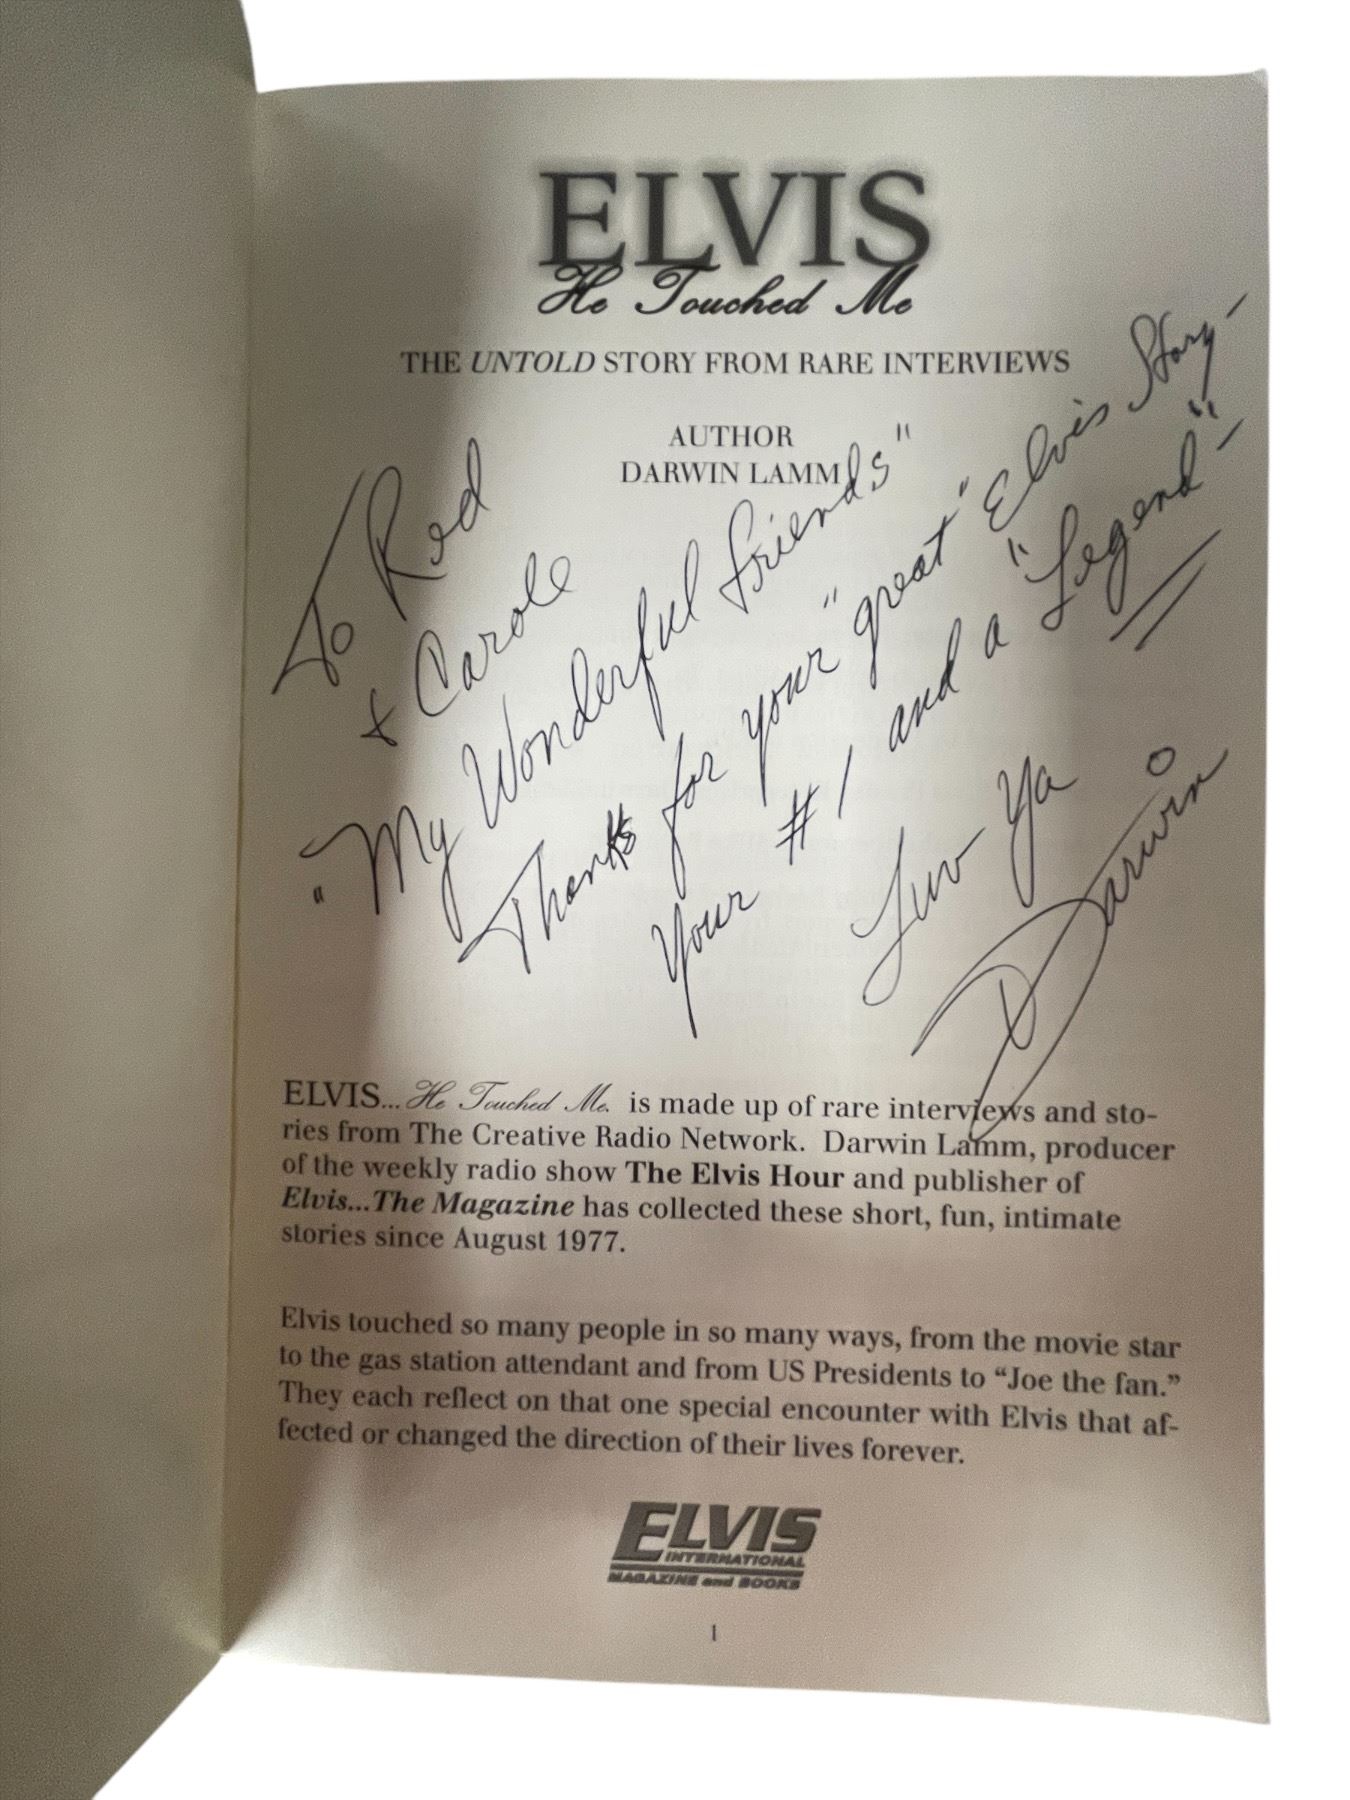 ELVIS
He Touched Me
THE UNTOLD STORY FROM RARE INTERVIEWS
AUTHOR
DARWIN LAMM
To Rod
& Carole
"My Wonderful friends"
Thanks for your "great" Elvis Story-
Your #1 and a "Legend"-
Luv Ya
Darwin
ELVIS... He Touched Me. is made up of rare interviews and sto-
ries from The Creative Radio Network. Darwin Lamm, producer
of the weekly radio show The Elvis Hour and publisher of
Elvis...The Magazine has collected these short, fun, intimate
stories since August 1977.
Elvis touched so many people in so many ways, from the movie star
to the gas station attendant and from US Presidents to “Joe the fan.”
They each reflect on that one special encounter with Elvis that af-
fected or changed the direction of their lives forever.
ELVIS
INTERNATIONAL
MAGAZINE and BOOKS
1